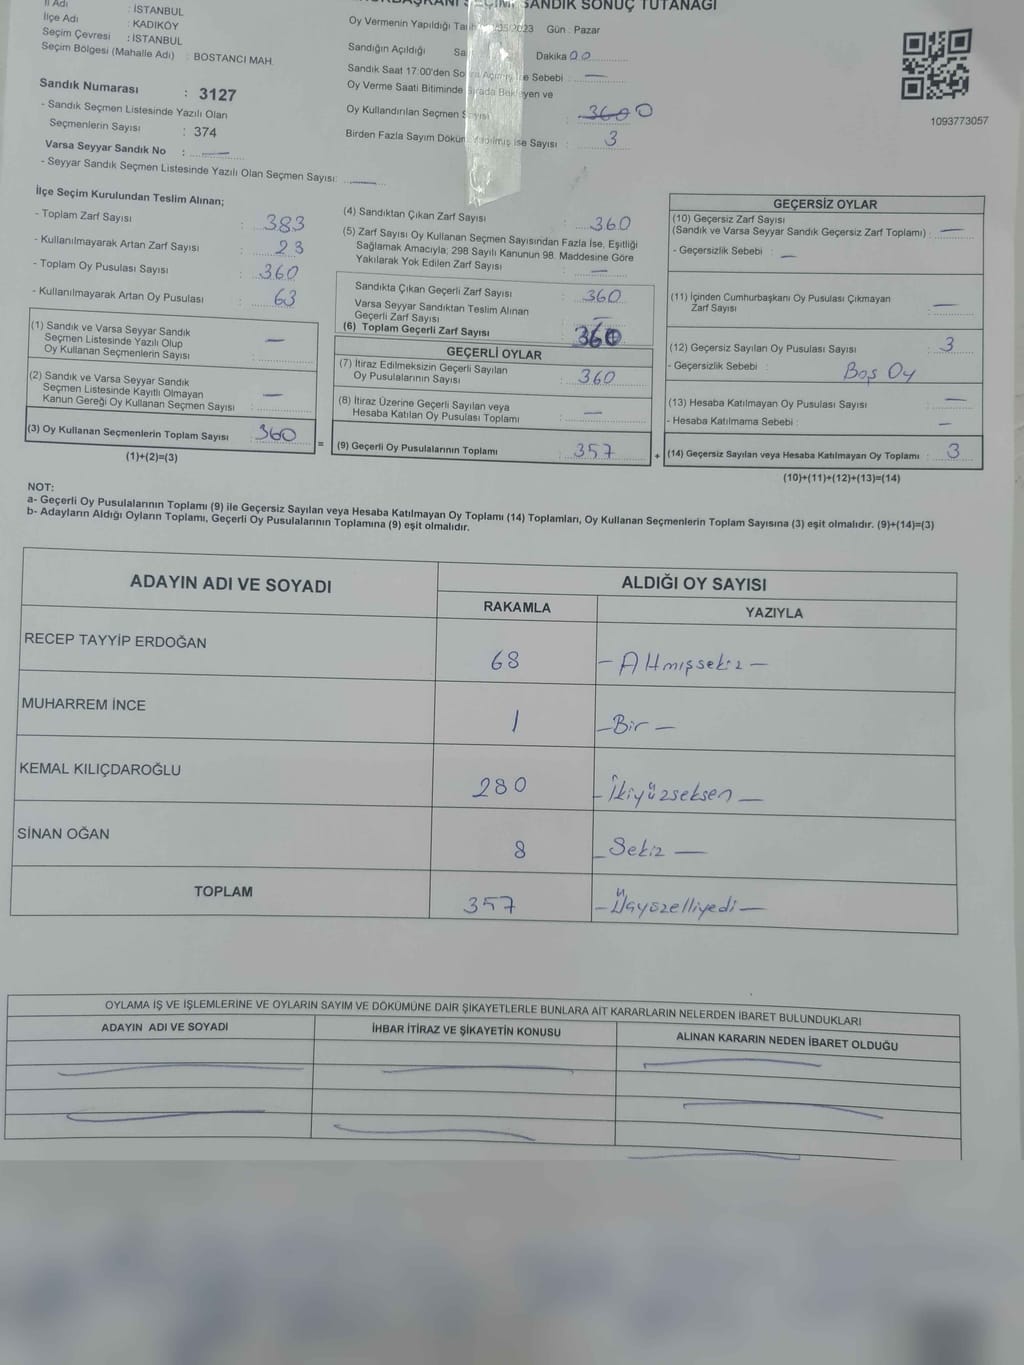 SANDIK SONUÇ TUTANAĞI
İl Adı : İSTANBUL
İlçe Adı : KADIKÖY
Seçim Çevresi : İSTANBUL
Seçim Bölgesi (Mahalle Adı) : BOSTANCI MAH.
Sandık Numarası : 3127
- Sandık Seçmen Listesinde Yazılı Olan
Seçmenlerin Sayısı : 374
Varsa Seyyar Sandık No : —
- Seyyar Sandık Seçmen Listesinde Yazılı Olan Seçmen Sayısı: —
Oy Vermenin Yapıldığı 2023 Gün : Pazar
Sandığın Açıldığı Dakika 00
Sandık Saat 17:00'den Sebebi : —
Oy Verme Saati Bitiminde ve
Oy Kullandırılan Seçmen : 0
Birden Fazla Sayım Döküm Yapılmış ise Sayısı : 3
1093773057
İlçe Seçim Kurulundan Teslim Alınan;
- Toplam Zarf Sayısı : 383
- Kullanılmayarak Artan Zarf Sayısı : 23
- Toplam Oy Pusulası Sayısı : 360
- Kullanılmayarak Artan Oy Pusulası : 63
(1) Sandık ve Varsa Seyyar Sandık
Seçmen Listesinde Yazılı Olup
Oy Kullanan Seçmenlerin Sayısı : —
(2) Sandık ve Varsa Seyyar Sandık
Seçmen Listesinde Kayıtlı Olmayan
Kanun Gereği Oy Kullanan Seçmen Sayısı : —
(3) Oy Kullanan Seçmenlerin Toplam Sayısı : 360
(1)+(2)=(3)
(4) Sandıktan Çıkan Zarf Sayısı : 360
(5) Zarf Sayısı Oy Kullanan Seçmen Sayısından Fazla İse, Eşitliği
Sağlamak Amacıyla; 298 Sayılı Kanunun 98. Maddesine Göre
Yakılarak Yok Edilen Zarf Sayısı : —
Sandıkta Çıkan Geçerli Zarf Sayısı : 360
Varsa Seyyar Sandıktan Teslim Alınan
Geçerli Zarf Sayısı : —
(6) Toplam Geçerli Zarf Sayısı 360
GEÇERLİ OYLAR
(7) İtiraz Edilmeksizin Geçerli Sayılan
Oy Pusulalarının Sayısı : 360
(8) İtiraz Üzerine Geçerli Sayılan veya
Hesaba Katılan Oy Pusulası Toplamı : —
= (9) Geçerli Oy Pusulalarının Toplamı : 357 +
GEÇERSİZ OYLAR
(10) Geçersiz Zarf Sayısı
(Sandık ve Varsa Seyyar Sandık Geçersiz Zarf Toplamı) : —
- Geçersizlik Sebebi : —
(11) İçinden Cumhurbaşkanı Oy Pusulası Çıkmayan
Zarf Sayısı : —
(12) Geçersiz Sayılan Oy Pusulası Sayısı : 3
- Geçersizlik Sebebi : Boş Oy
(13) Hesaba Katılmayan Oy Pusulası Sayısı : —
- Hesaba Katılmama Sebebi : —
(14) Geçersiz Sayılan veya Hesaba Katılmayan Oy Toplamı : 3
(10)+(11)+(12)+(13)=(14)
NOT:
a- Geçerli Oy Pusulalarının Toplamı (9) ile Geçersiz Sayılan veya Hesaba Katılmayan Oy Toplamı (14) Toplamları, Oy Kullanan Seçmenlerin Toplam Sayısına (3) eşit olmalıdır. (9)+(14)=(3)
b- Adayların Aldığı Oyların Toplamı, Geçerli Oy Pusulalarının Toplamına (9) eşit olmalıdır.
ADAYIN ADI VE SOYADI ALDIĞI OY SAYISI
RAKAMLA YAZIYLA
RECEP TAYYİP ERDOĞAN 68 – Altmışsekiz –
MUHARREM İNCE 1 – Bir –
KEMAL KILIÇDAROĞLU 280 – İkiyüzseksen –
SİNAN OĞAN 8 – Sekiz –
TOPLAM 357 – Üçyüzelliyedi –
OYLAMA İŞ VE İŞLEMLERİNE VE OYLARIN SAYIM VE DÖKÜMÜNE DAİR ŞİKAYETLERLE BUNLARA AİT KARARLARIN NELERDEN İBARET BULUNDUKLARI
ADAYIN ADI VE SOYADI İHBAR İTİRAZ VE ŞİKAYETİN KONUSU ALINAN KARARIN NEDEN İBARET OLDUĞU